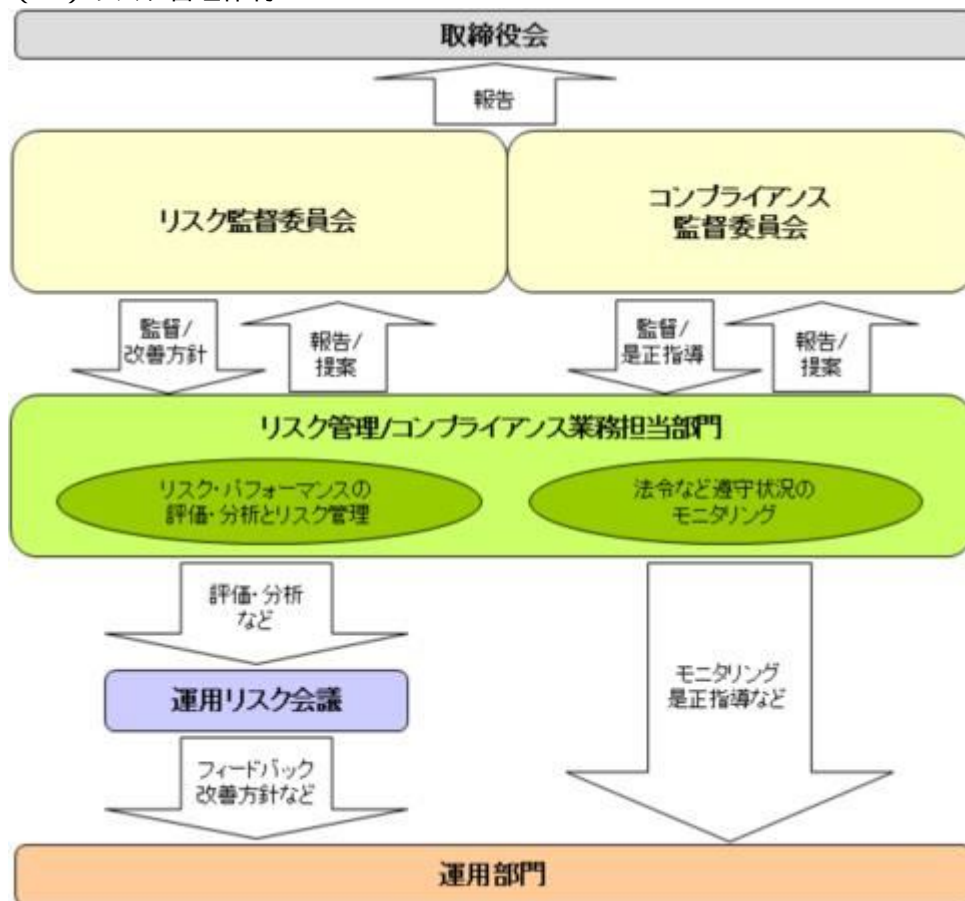 取締役会
報告
リスク監督委員会
コンプライアンス
監督委員会
監督/
改善方針
報告/
提案
監督/
是正指導
報告/
提案
リスク管理/コンプライアンス業務担当部門
リスク・パフォーマンスの
評価・分析とリスク管理
法令など遵守状況の
モニタリング
評価・分析
など
運用リスク会議
モニタリング
是正指導など
フィードバック
改善方針など
運用部門